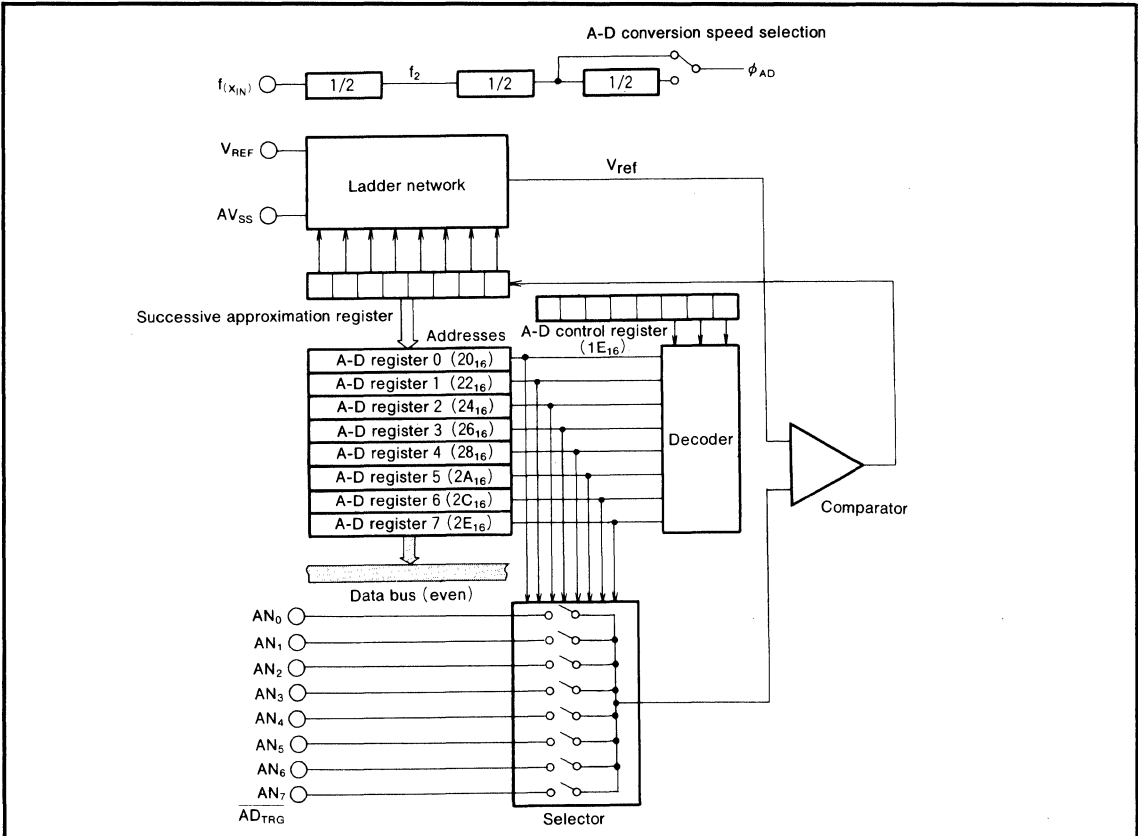 A-D conversion speed selection
f(XIN)
1/2
f2
1/2
1/2
ϕAD
VREF
Ladder network
Vref
AVSS
Successive approximation register
Addresses
A-D control register
(1E16)
A-D register 0 (2016)
A-D register 1 (2216)
A-D register 2 (2416)
A-D register 3 (2616)
A-D register 4 (2816)
A-D register 5 (2A16)
A-D register 6 (2C16)
A-D register 7 (2E16)
Decoder
Comparator
Data bus (even)
AN0
AN1
AN2
AN3
AN4
AN5
AN6
AN7
ADTRG
Selector